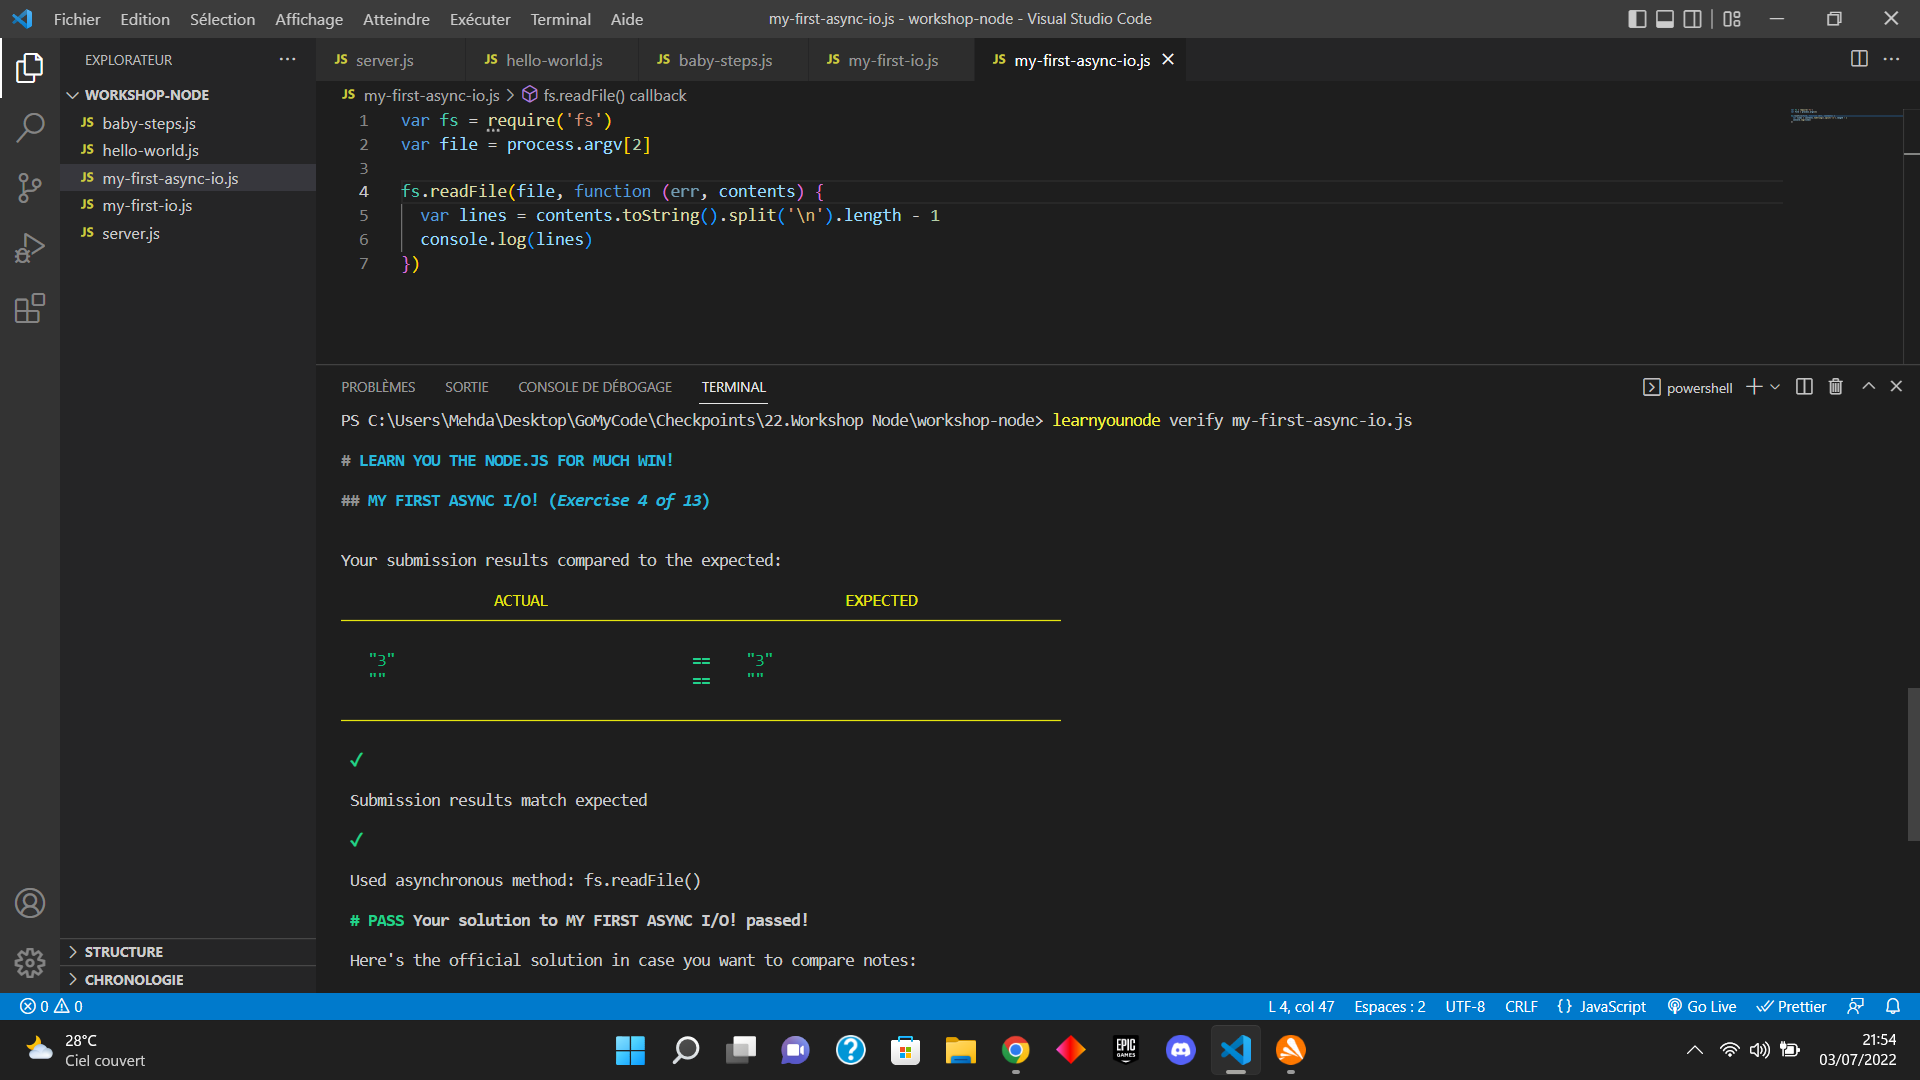 Fichier Edition Sélection Affichage Atteindre Exécuter Terminal Aide
my-first-async-io.js - workshop-node - Visual Studio Code
EXPLORATEUR
WORKSHOP-NODE
JS baby-steps.js
JS hello-world.js
JS my-first-async-io.js
JS my-first-io.js
JS server.js
STRUCTURE
CHRONOLOGIE
JS server.js JS hello-world.js JS baby-steps.js JS my-first-io.js JS my-first-async-io.js
JS my-first-async-io.js > fs.readFile() callback
1 var fs = require('fs')
2 var file = process.argv[2]
3
4 fs.readFile(file, function (err, contents) {
5 var lines = contents.toString().split('\n').length - 1
6 console.log(lines)
7 })
PROBLÈMES SORTIE CONSOLE DE DÉBOGAGE TERMINAL
powershell
PS C:\Users\Mehda\Desktop\GoMyCode\Checkpoints\22.Workshop Node\workshop-node> learnyounode verify my-first-async-io.js
# LEARN YOU THE NODE.JS FOR MUCH WIN!
## MY FIRST ASYNC I/O! (Exercise 4 of 13)
Your submission results compared to the expected:
ACTUAL EXPECTED
"3" == "3"
"" == ""
✓
Submission results match expected
✓
Used asynchronous method: fs.readFile()
# PASS Your solution to MY FIRST ASYNC I/O! passed!
Here's the official solution in case you want to compare notes:
0 0
L 4, col 47 Espaces : 2 UTF-8 CRLF {} JavaScript Go Live Prettier
28°C
Ciel couvert
EPIC
GAMES
21:54
03/07/2022